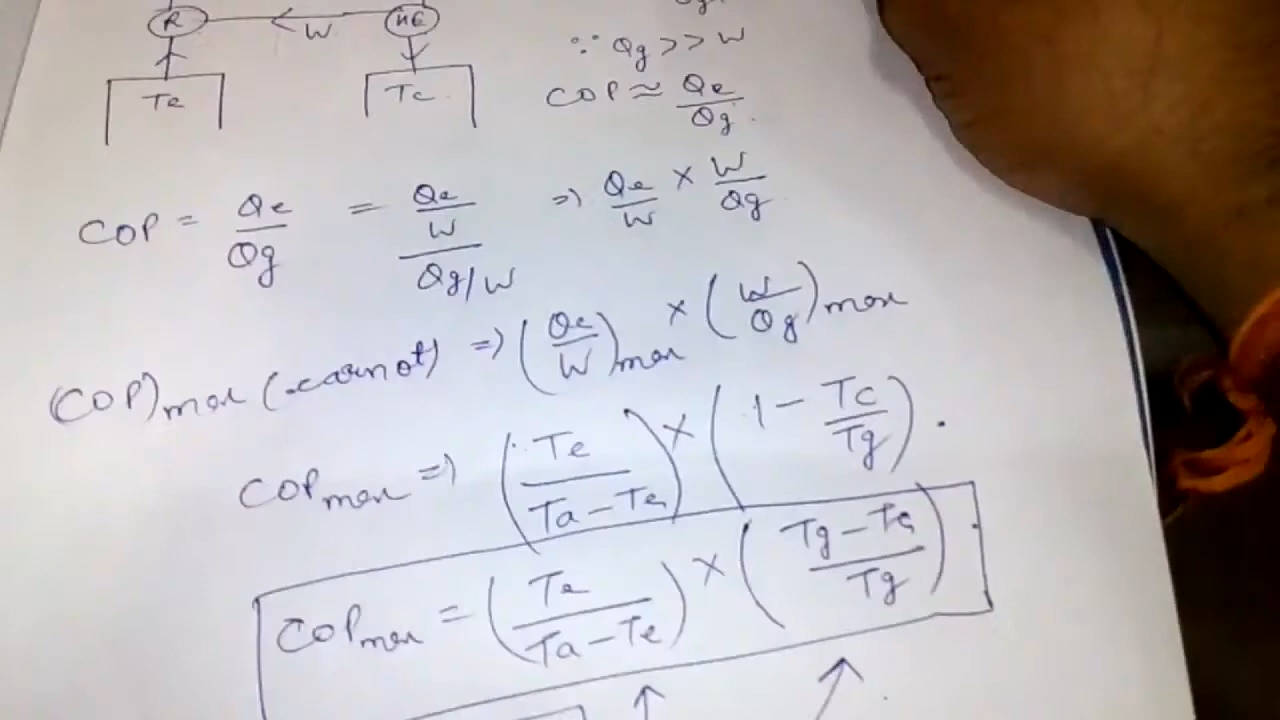 R W HE
Te Tc
∵ Qg >> W
COP ≈ Qe/Qg
COP = Qe/Qg = (Qe/W)/(Qg/W) ⇒ Qe/W × W/Qg
(COP)max (carnot) ⇒ (Qe/W)max × (W/Qg)max
COPmax ⇒ (Te/(Ta-Te)) × (1 - Tc/Tg).
COPmax = (Te/(Ta-Te)) × ((Tg-Tc)/Tg)